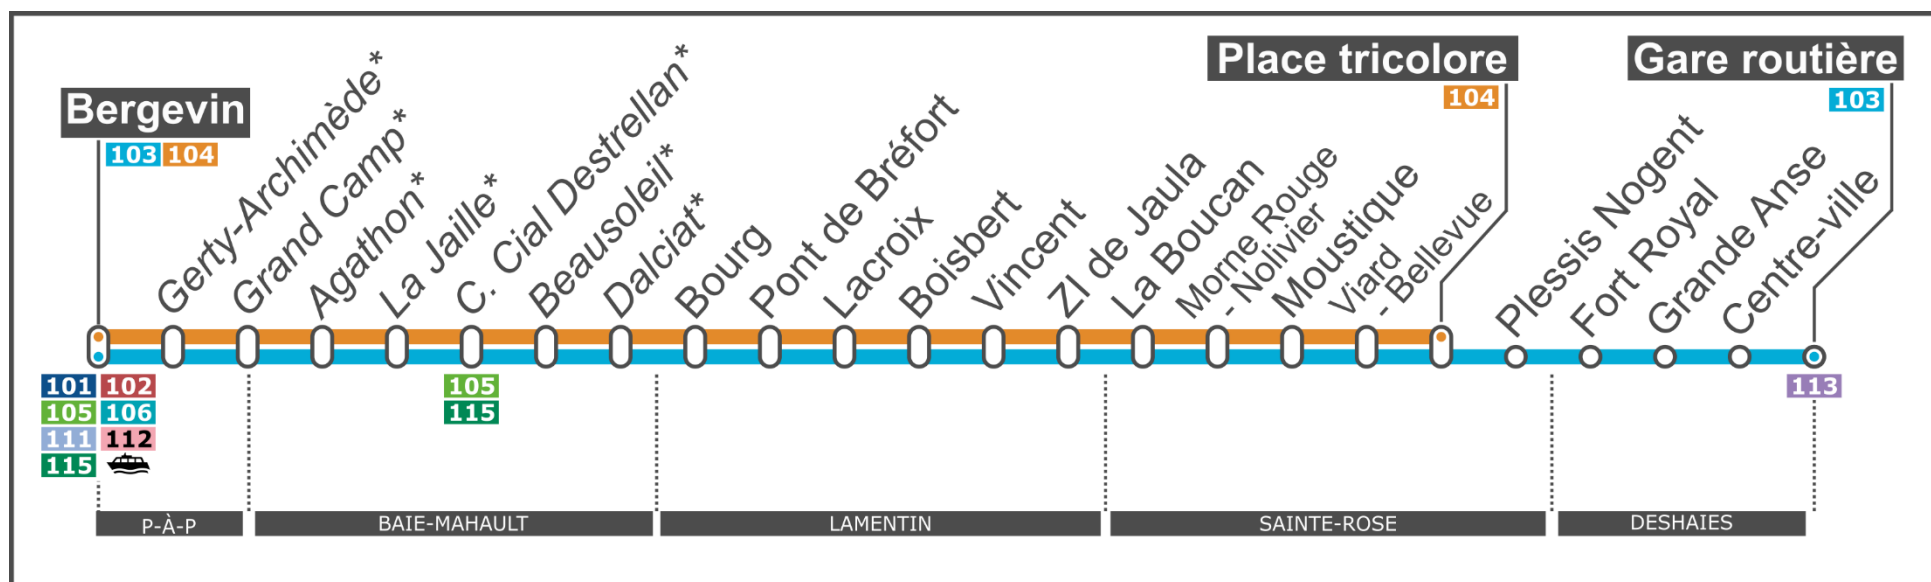 Bergevin
103 104
Gerty-Archimède*
Grand Camp*
Agathon*
La Jaille*
C. Cial Destrellan*
Beausoleil*
Dalciat*
Bourg
Pont de Bréfort
Lacroix
Boisbert
Vincent
ZI de Jaula
La Boucan
Morne Rouge
- Nolivier
Moustique
Viard
- Bellevue
Place tricolore
104
Plessis Nogent
Fort Royal
Grande Anse
Centre-ville
Gare routière
103
101 102
105 106
111 112
115
105
115
113
P-À-P
BAIE-MAHAULT
LAMENTIN
SAINTE-ROSE
DESHAIES